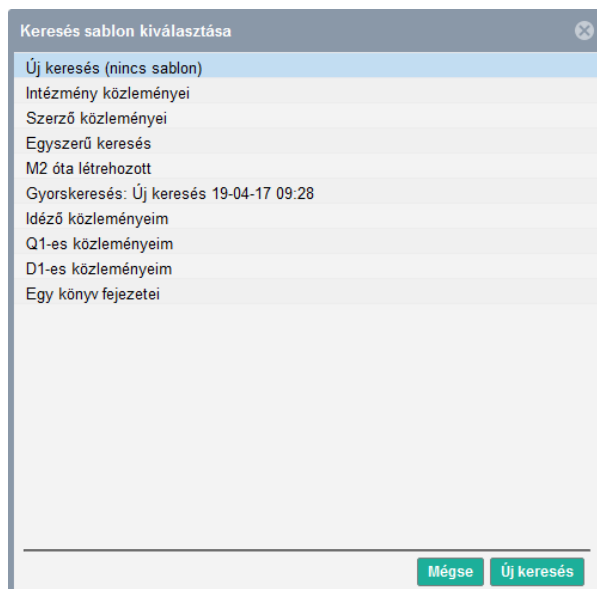 Keresés sablon kiválasztása
Új keresés (nincs sablon)
Intézmény közleményei
Szerző közleményei
Egyszerű keresés
M2 óta létrehozott
Gyorskeresés: Új keresés 19-04-17 09:28
Idéző közleményeim
Q1-es közleményeim
D1-es közleményeim
Egy könyv fejezetei
Mégse Új keresés